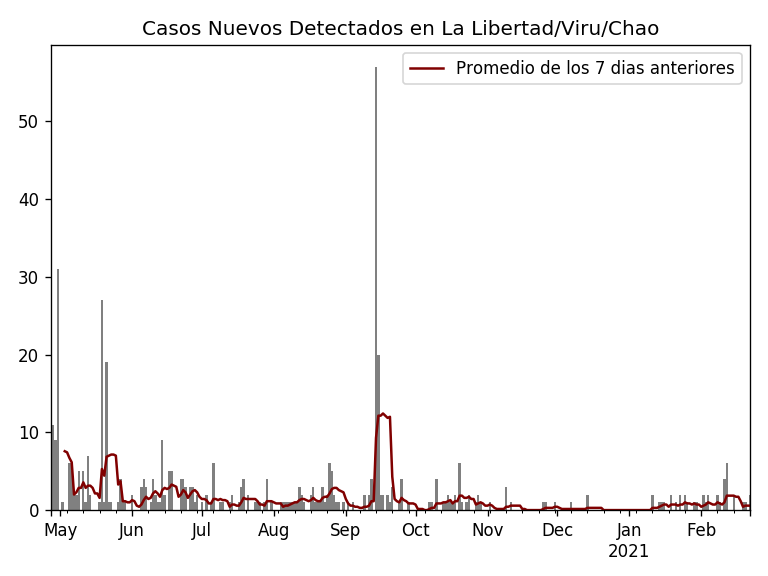 Casos Nuevos Detectados en La Libertad/Viru/Chao
Promedio de los 7 dias anteriores
50
40
30
20
10
0
May Jun Jul Aug Sep Oct Nov Dec Jan Feb
2021